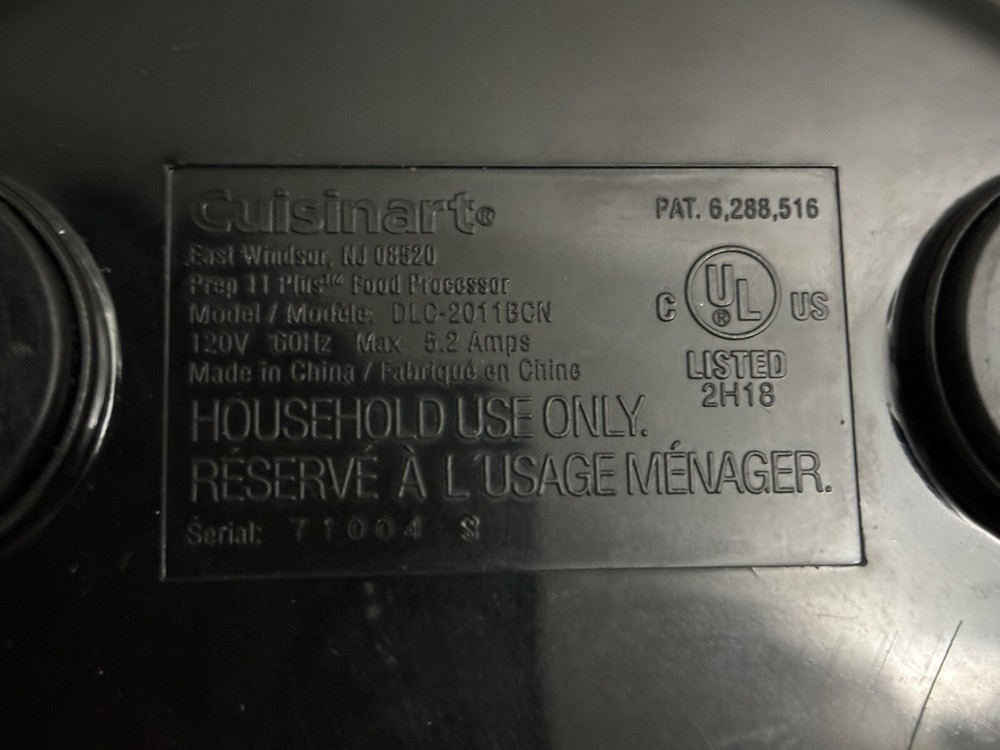 Cuisinart®
East Windsor, NJ 08520
Prep 11 Plus™ Food Processor
Model / Modèle: DLC-2011BCN
120V 60Hz Max 5.2 Amps
Made in China / Fabriqué en Chine
HOUSEHOLD USE ONLY.
RÉSERVÉ À L'USAGE MÉNAGER.
Serial: 71004 S
PAT. 6,288,516
C UL® US
LISTED
2H18